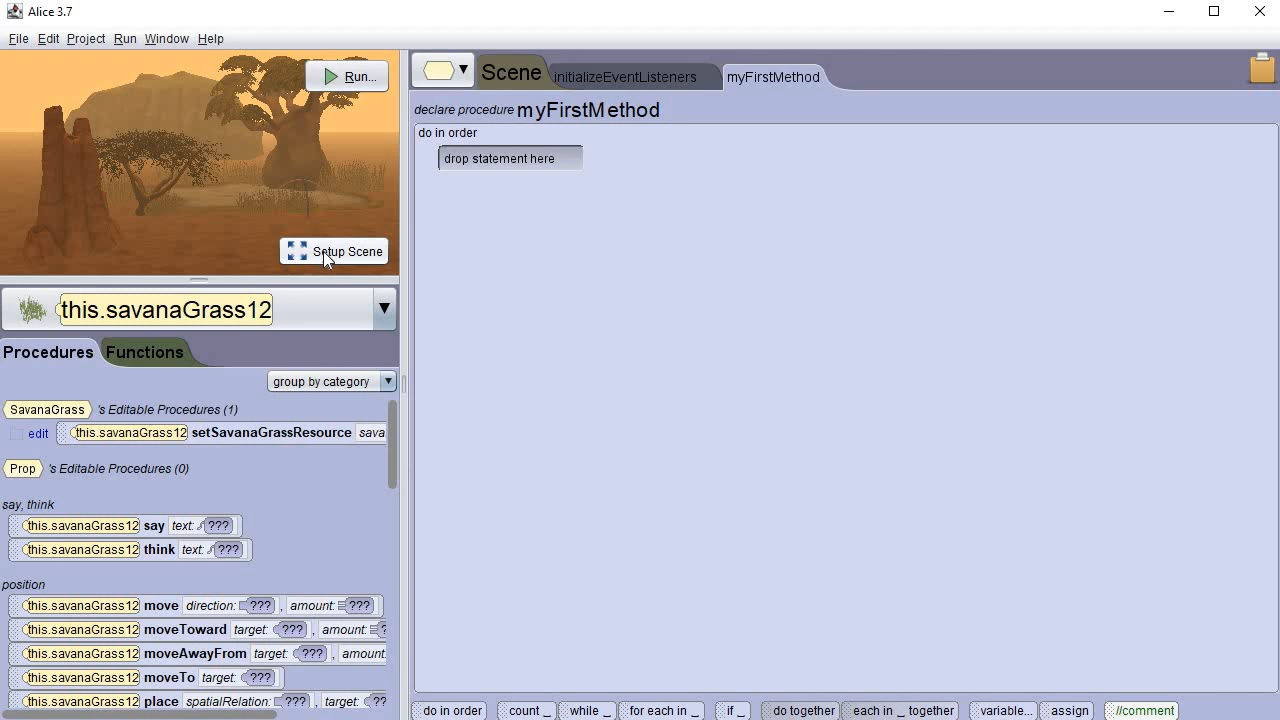 Alice 3.7
File Edit Project Run Window Help
Run...
Setup Scene
Scene initializeEventListeners myFirstMethod
declare procedure myFirstMethod
do in order
drop statement here
this.savanaGrass12
Procedures Functions
group by category
SavanaGrass 's Editable Procedures (1)
edit this.savanaGrass12 setSavanaGrassResource sava
Prop 's Editable Procedures (0)
say, think
this.savanaGrass12 say text: ???
this.savanaGrass12 think text: ???
position
this.savanaGrass12 move direction: ??? , amount: ???
this.savanaGrass12 moveToward target: ??? , amount: ?
this.savanaGrass12 moveAwayFrom target: ??? , amount:
this.savanaGrass12 moveTo target: ???
this.savanaGrass12 place spatialRelation: ??? , target: ??
do in order count _ while _ for each in _ if _ do together each in _ together variable... assign //comment